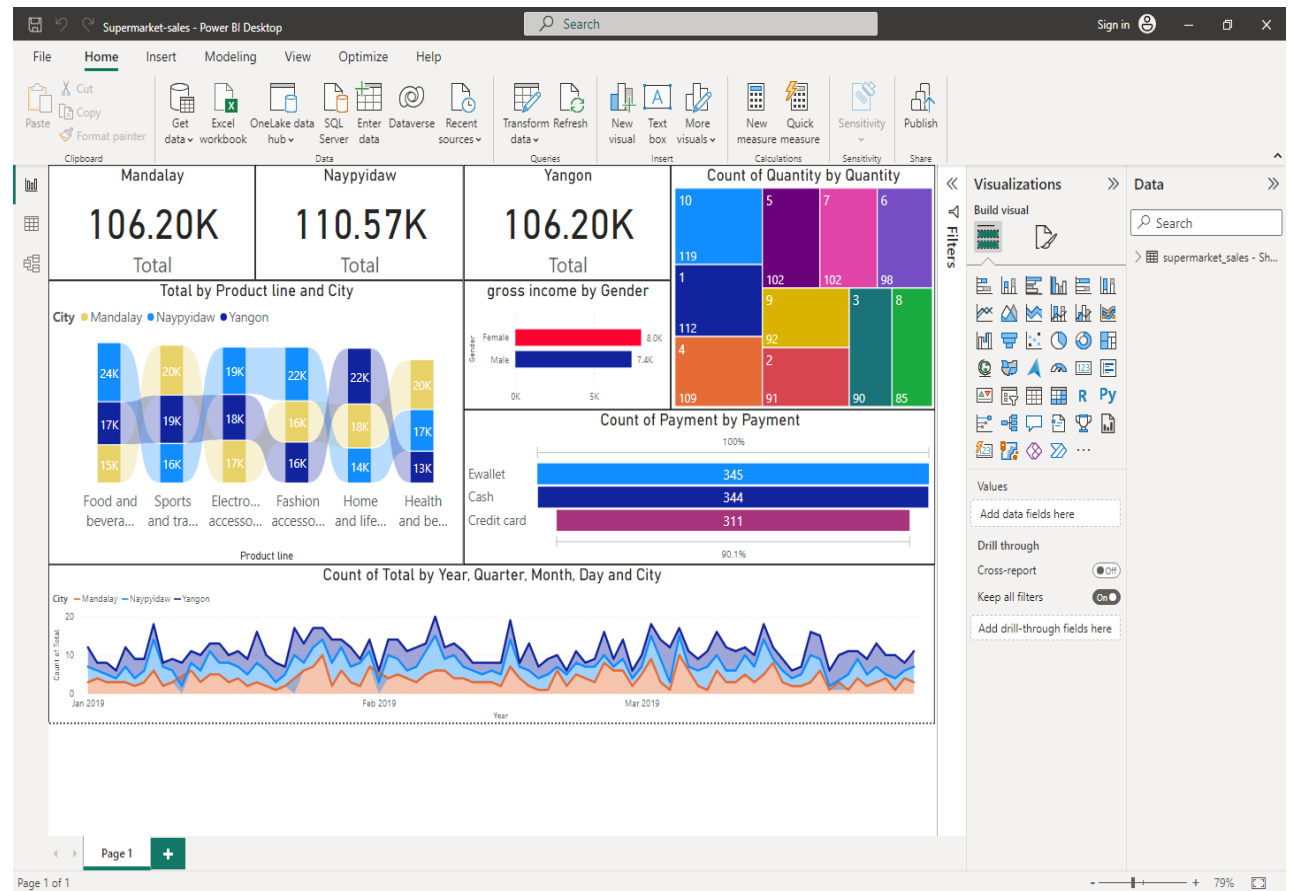 Supermarket-sales - Power BI Desktop
Search
Sign in
File Home Insert Modeling View Optimize Help
Paste
Cut
Copy
Format painter
Get data
Excel workbook
OneLake data hub
SQL Server
Enter data
Dataverse
Recent sources
Transform data
Refresh
New visual
Text box
More visuals
New measure
Quick measure
Sensitivity
Publish
Clipboard Data Queries Insert Calculations Sensitivity Share
Mandalay
106.20K
Total
Naypyidaw
110.57K
Total
Yangon
106.20K
Total
Count of Quantity by Quantity
10
119
1
112
4
109
5
102
7
102
6
98
9
92
2
91
3
90
8
85
Total by Product line and City
City Mandalay Naypyidaw Yangon
24K 20K 19K 22K 22K 20K
17K 19K 18K 16K 18K 17K
15K 16K 17K 16K 14K 13K
Food and bevera...
Sports and tra...
Electro... accesso...
Fashion accesso...
Home and life...
Health and be...
Product line
gross income by Gender
Gender
Female 8.0K
Male 7.4K
0K 5K
Count of Payment by Payment
100%
Ewallet 345
Cash 344
Credit card 311
90.1%
Count of Total by Year, Quarter, Month, Day and City
City Mandalay Naypyidaw Yangon
Count of Total
20
10
0
Jan 2019 Feb 2019 Mar 2019
Year
Filters
Visualizations
Build visual
123
R Py
123
Values
Add data fields here
Drill through
Cross-report Off
Keep all filters On
Add drill-through fields here
Data
Search
supermarket_sales - Sh...
Page 1
Page 1 of 1
- + 79%